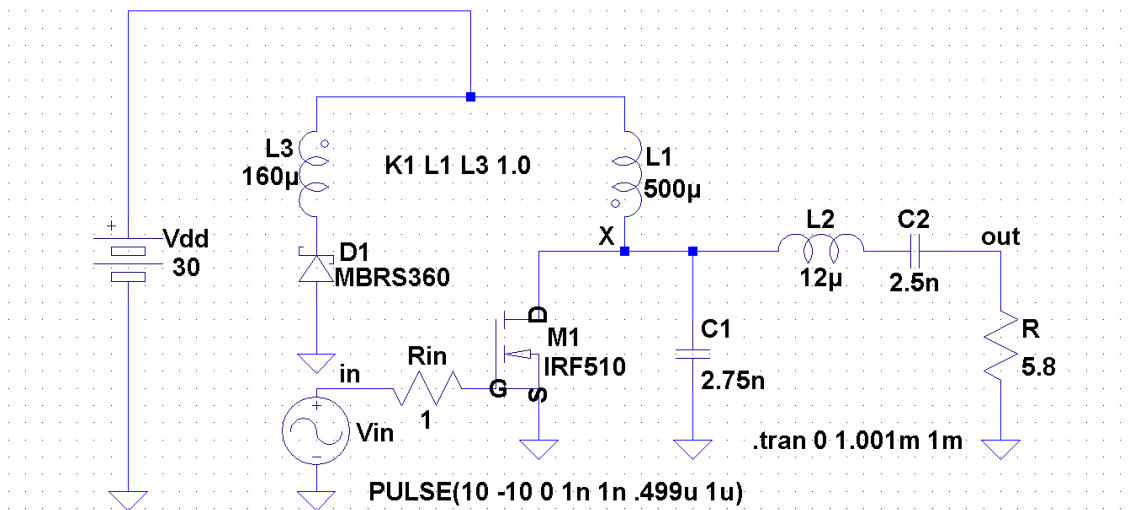 L3
160µ
K1 L1 L3 1.0
L1
500µ
+
Vdd
30
D1
MBRS360
X
L2
12µ
C2
2.5n
out
D
M1
IRF510
G
S
C1
2.75n
R
5.8
in
Rin
1
+
Vin
-
.tran 0 1.001m 1m
PULSE(10 -10 0 1n 1n .499u 1u)